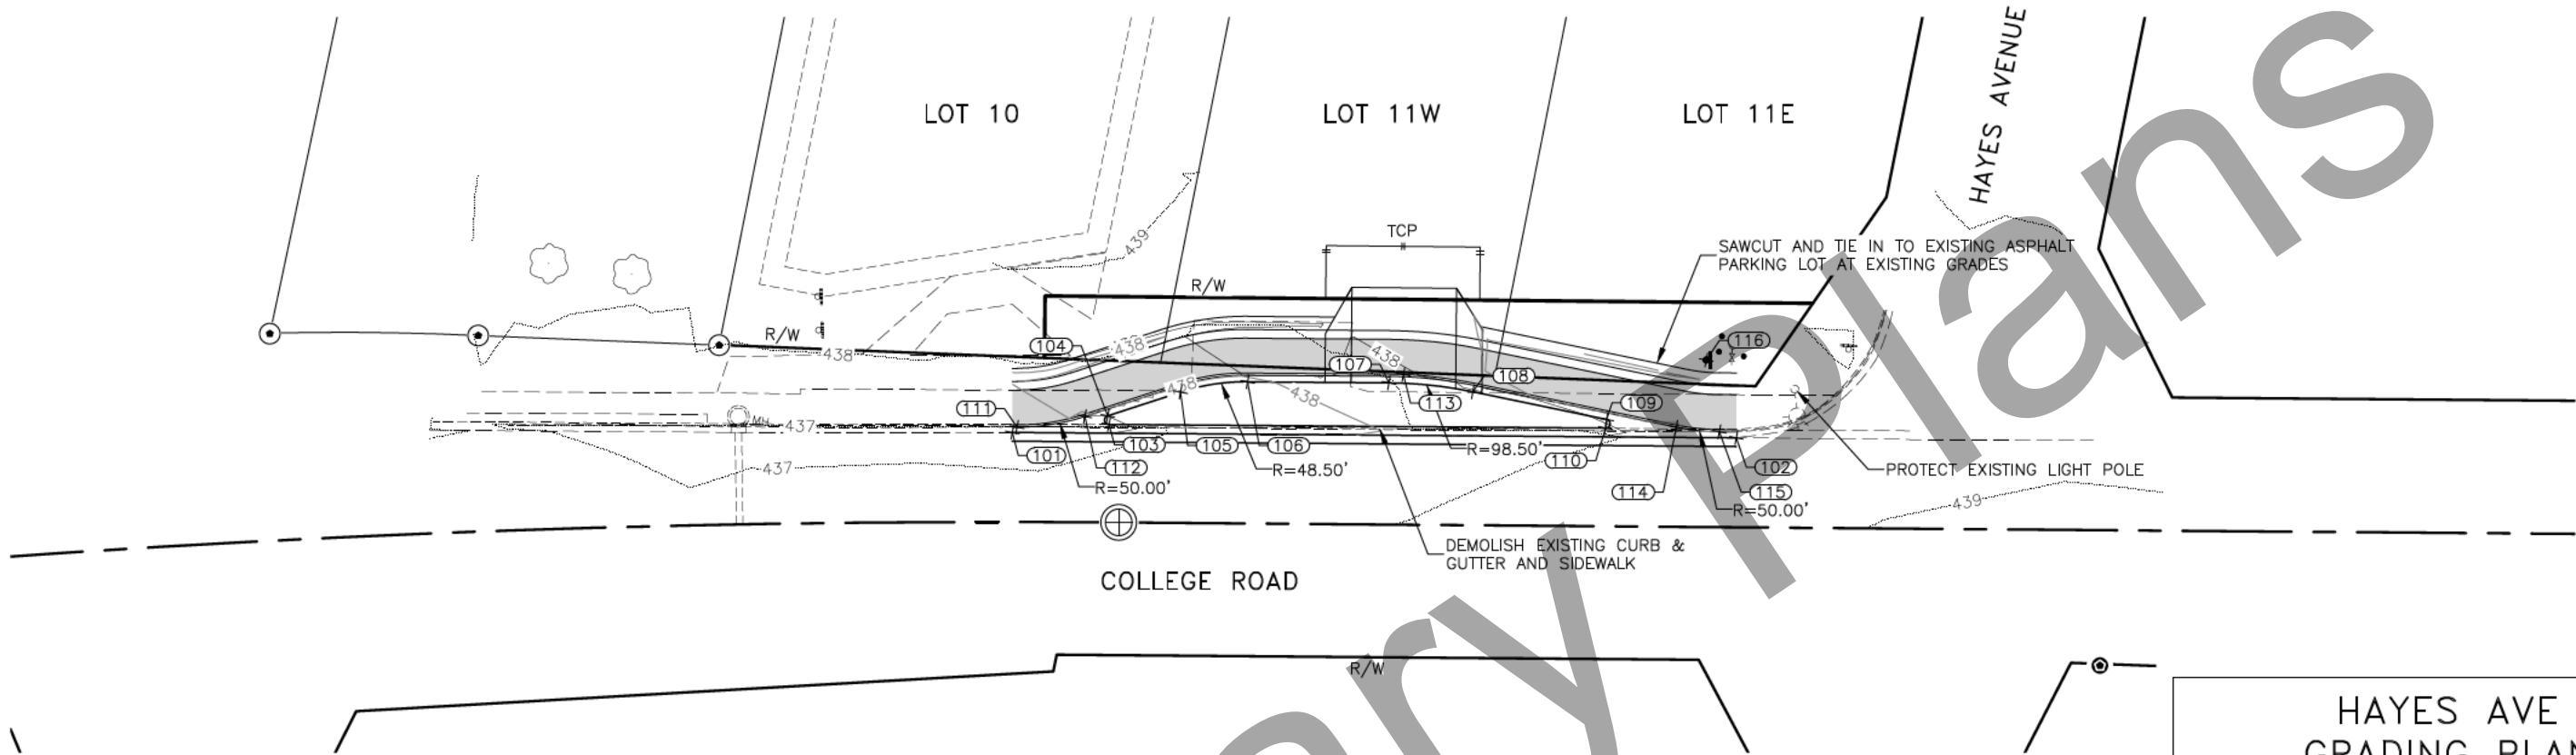 LOT 10
LOT 11W
LOT 11E
HAYES AVENUE
439
TCP
SAWCUT AND TIE IN TO EXISTING ASPHALT
PARKING LOT AT EXISTING GRADES
R/W
R/W
438
104
438
107
438
116
108
111
438
438
113
109
MH
437
101
103
105
106
R=98.50'
110
102
437
112
R=48.50'
PROTECT EXISTING LIGHT POLE
R=50.00'
114
115
R=50.00'
439
DEMOLISH EXISTING CURB &
GUTTER AND SIDEWALK
COLLEGE ROAD
R/W
HAYES AVE
GRADING PLAN
ry Plans